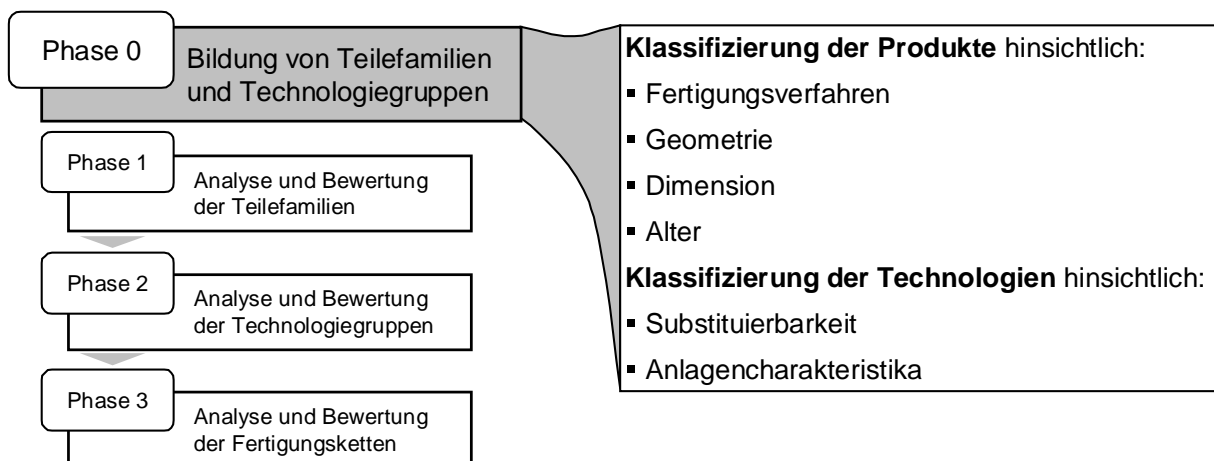 Phase 0
Bildung von Teilefamilien
und Technologiegruppen
Phase 1
Analyse und Bewertung
der Teilefamilien
Phase 2
Analyse und Bewertung
der Technologiegruppen
Phase 3
Analyse und Bewertung
der Fertigungsketten
Klassifizierung der Produkte hinsichtlich:
▪ Fertigungsverfahren
▪ Geometrie
▪ Dimension
▪ Alter
Klassifizierung der Technologien hinsichtlich:
▪ Substituierbarkeit
▪ Anlagencharakteristika